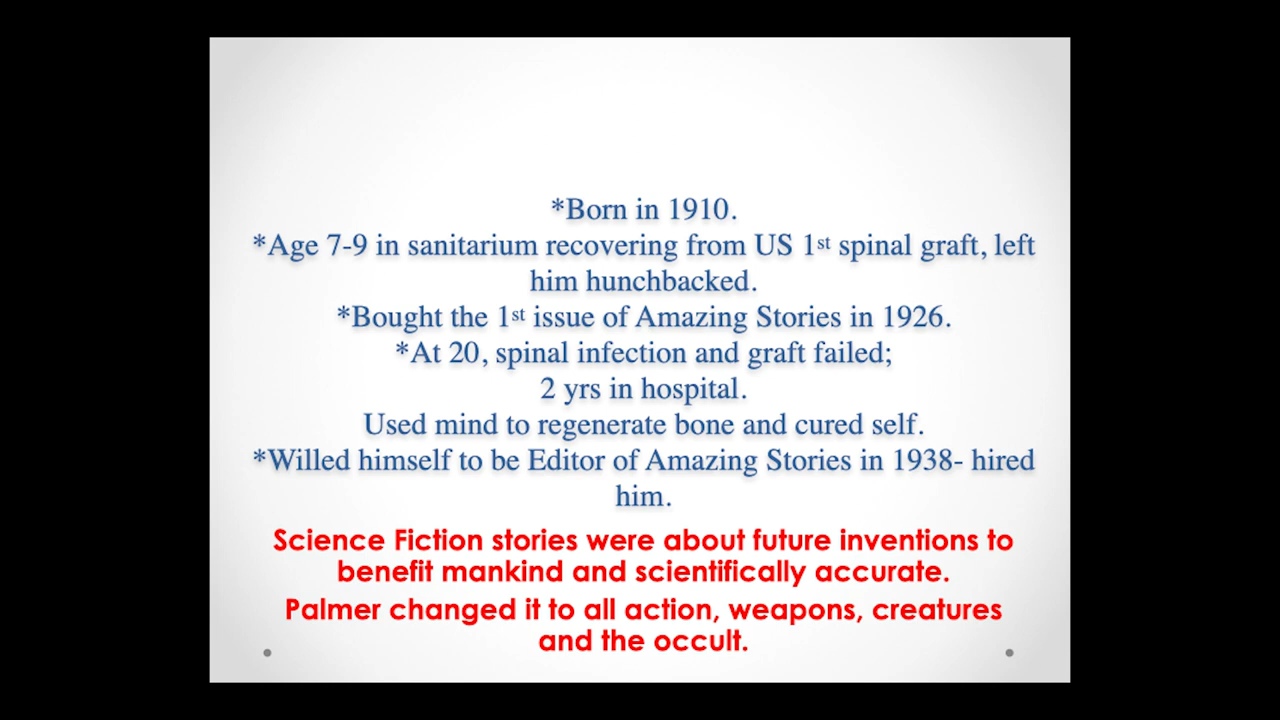 *Born in 1910.
*Age 7-9 in sanitarium recovering from US 1st spinal graft, left
him hunchbacked.
*Bought the 1st issue of Amazing Stories in 1926.
*At 20, spinal infection and graft failed;
2 yrs in hospital.
Used mind to regenerate bone and cured self.
*Willed himself to be Editor of Amazing Stories in 1938- hired
him.
Science Fiction stories were about future inventions to
benefit mankind and scientifically accurate.
Palmer changed it to all action, weapons, creatures
and the occult.